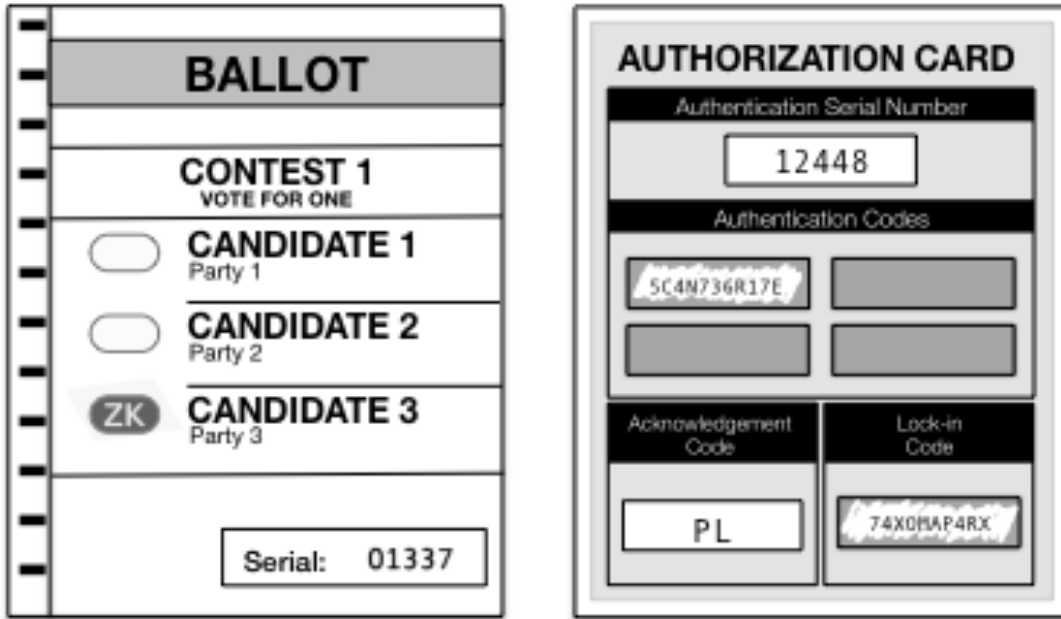 BALLOT
CONTEST 1
VOTE FOR ONE
CANDIDATE 1
Party 1
CANDIDATE 2
Party 2
ZK
CANDIDATE 3
Party 3
Serial: 01337
AUTHORIZATION CARD
Authentication Serial Number
12448
Authentication Codes
5C4N736R17E
Acknowledgement
Code
PL
Lock-in
Code
74X0MAP4RX